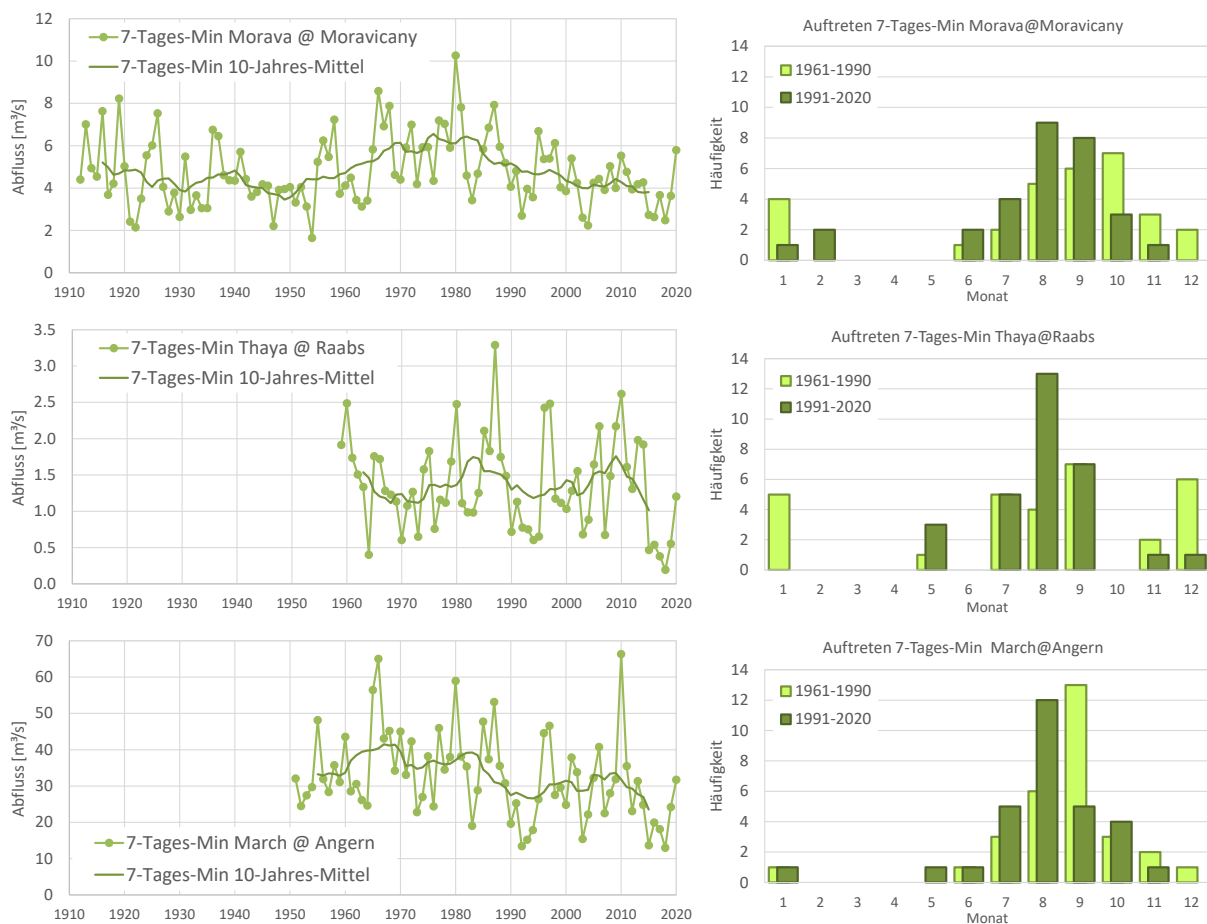 7-Tages-Min Morava @ Moravicany
7-Tages-Min 10-Jahres-Mittel
Abfluss [m³/s]
12
10
8
6
4
2
0
1910 1920 1930 1940 1950 1960 1970 1980 1990 2000 2010 2020
Auftreten 7-Tages-Min Morava@Moravicany
1961-1990
1991-2020
Häufigkeit
14
12
10
8
6
4
2
0
1 2 3 4 5 6 7 8 9 10 11 12
Monat
7-Tages-Min Thaya @ Raabs
7-Tages-Min 10-Jahres-Mittel
Abfluss [m³/s]
3.5
3.0
2.5
2.0
1.5
1.0
0.5
0.0
1910 1920 1930 1940 1950 1960 1970 1980 1990 2000 2010 2020
Auftreten 7-Tages-Min Thaya@Raabs
1961-1990
1991-2020
Häufigkeit
14
12
10
8
6
4
2
0
1 2 3 4 5 6 7 8 9 10 11 12
Monat
70
60
50
40
30
20
10
0
Abfluss [m³/s]
7-Tages-Min March @ Angern
7-Tages-Min 10-Jahres-Mittel
1910 1920 1930 1940 1950 1960 1970 1980 1990 2000 2010 2020
Auftreten 7-Tages-Min March@Angern
1961-1990
1991-2020
Häufigkeit
14
12
10
8
6
4
2
0
1 2 3 4 5 6 7 8 9 10 11 12
Monat